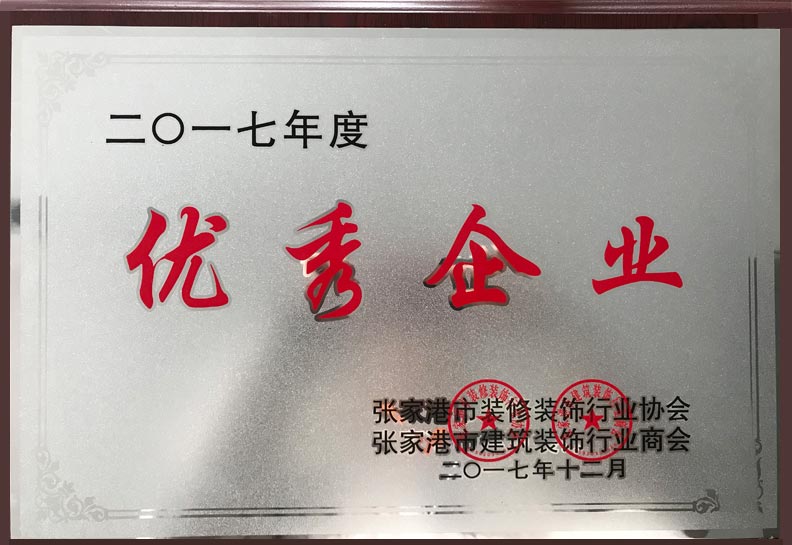 二〇一七年度
优秀企业
张家港市装修装饰行业协会
张家港市建筑装饰行业商会
二〇一七年十二月